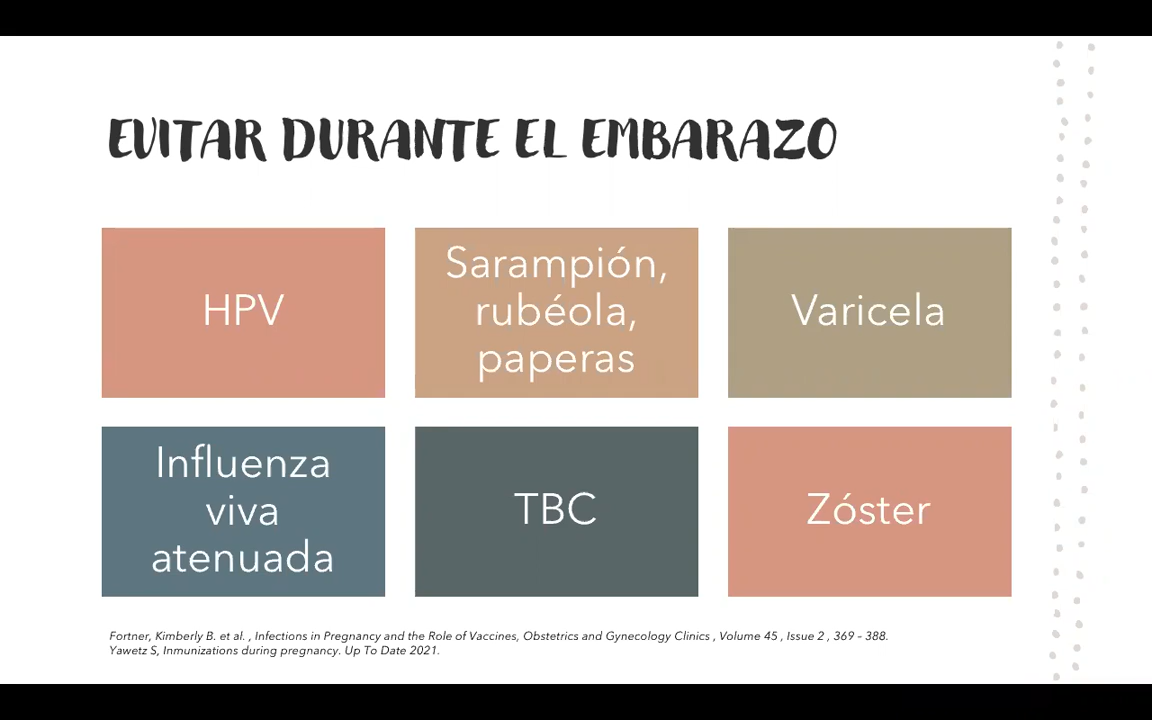 EVITAR DURANTE EL EMBARAZO
HPV
Sarampión,
rubéola,
paperas
Varicela
Influenza
viva
atenuada
TBC
Zóster
Fortner, Kimberly B. et al. , Infections in Pregnancy and the Role of Vaccines, Obstetrics and Gynecology Clinics , Volume 45 , Issue 2 , 369 – 388.
Yawetz S, Inmunizations during pregnancy. Up To Date 2021.